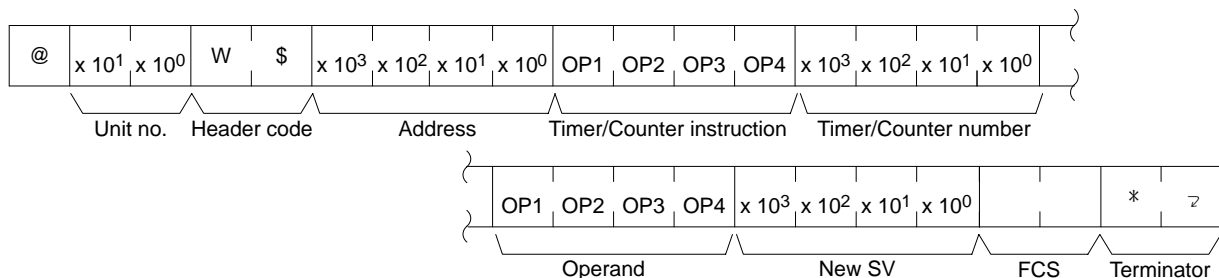 @ x 10¹ x 10⁰ W $ x 10³ x 10² x 10¹ x 10⁰ OP1 OP2 OP3 OP4 x 10³ x 10² x 10¹ x 10⁰
Unit no. Header code Address Timer/Counter instruction Timer/Counter number
OP1 OP2 OP3 OP4 x 10³ x 10² x 10¹ x 10⁰ *
Operand New SV FCS Terminator